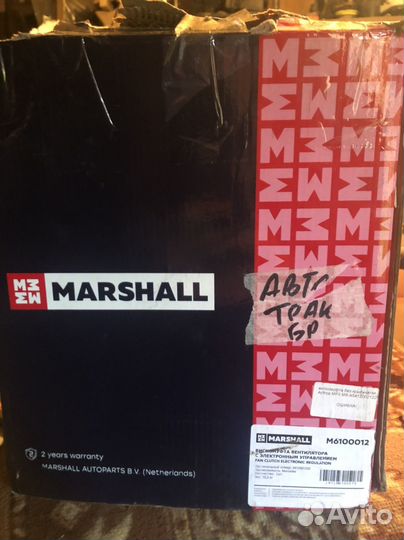 MARSHALL
АВТО
ТРАК
БР
2 years warranty
MARSHALL AUTOPARTS B.V. (Netherlands)
MARSHALL M6100012
ВИСКОМУФТА ВЕНТИЛЯТОРА
С ЭЛЕКТРОННЫМ УПРАВЛЕНИЕМ
FAN CLUTCH ELECTRONIC REGULATION
Avito